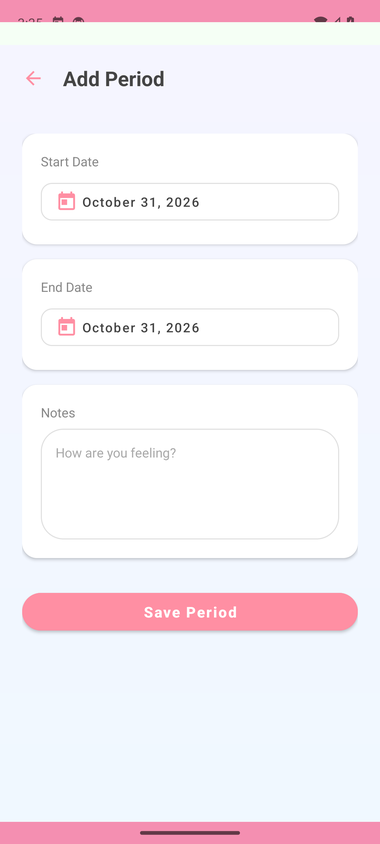 Add Period
Start Date
October 31, 2026
End Date
October 31, 2026
Notes
How are you feeling?
Save Period